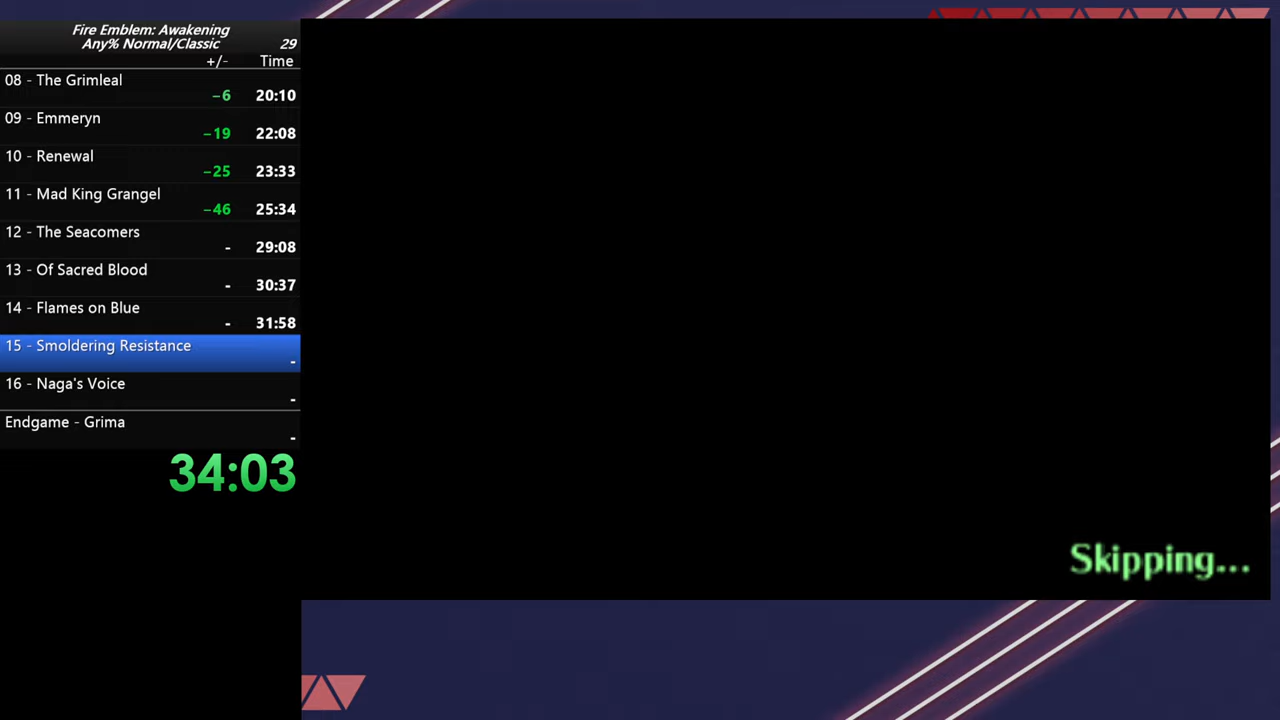 Fire Emblem: Awakening
Any% Normal/Classic 29
+/- Time
08 - The Grimleal
-6 20:10
09 - Emmeryn
-19 22:08
10 - Renewal
-25 23:33
11 - Mad King Grangel
-46 25:34
12 - The Seacomers
- 29:08
13 - Of Sacred Blood
- 30:37
14 - Flames on Blue
- 31:58
15 - Smoldering Resistance
-
16 - Naga's Voice
-
Endgame - Grima
-
34:03
Skipping...